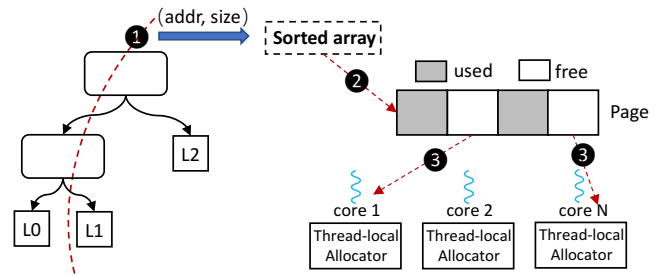 1
(addr, size)
Sorted array
2
used
free
Page
L2
3
3
L0
L1
core 1
core 2
core N
Thread-local
Allocator
Thread-local
Allocator
Thread-local
Allocator